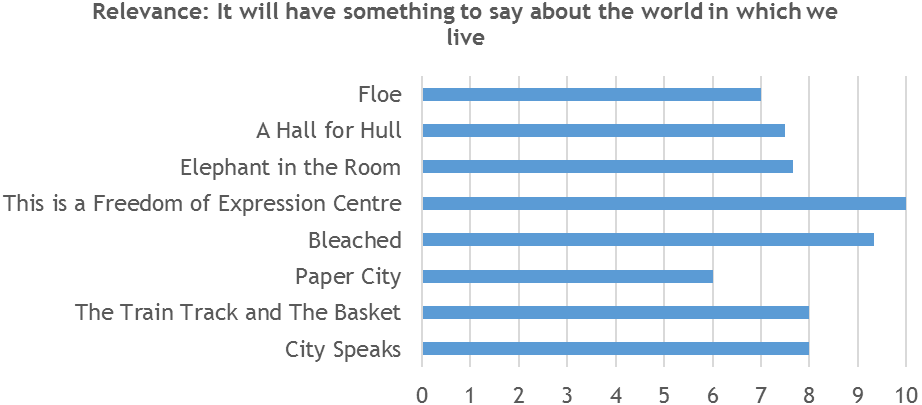 Relevance: It will have something to say about the world in which we
live
Floe
A Hall for Hull
Elephant in the Room
This is a Freedom of Expression Centre
Bleached
Paper City
The Train Track and The Basket
City Speaks
0 1 2 3 4 5 6 7 8 9 10